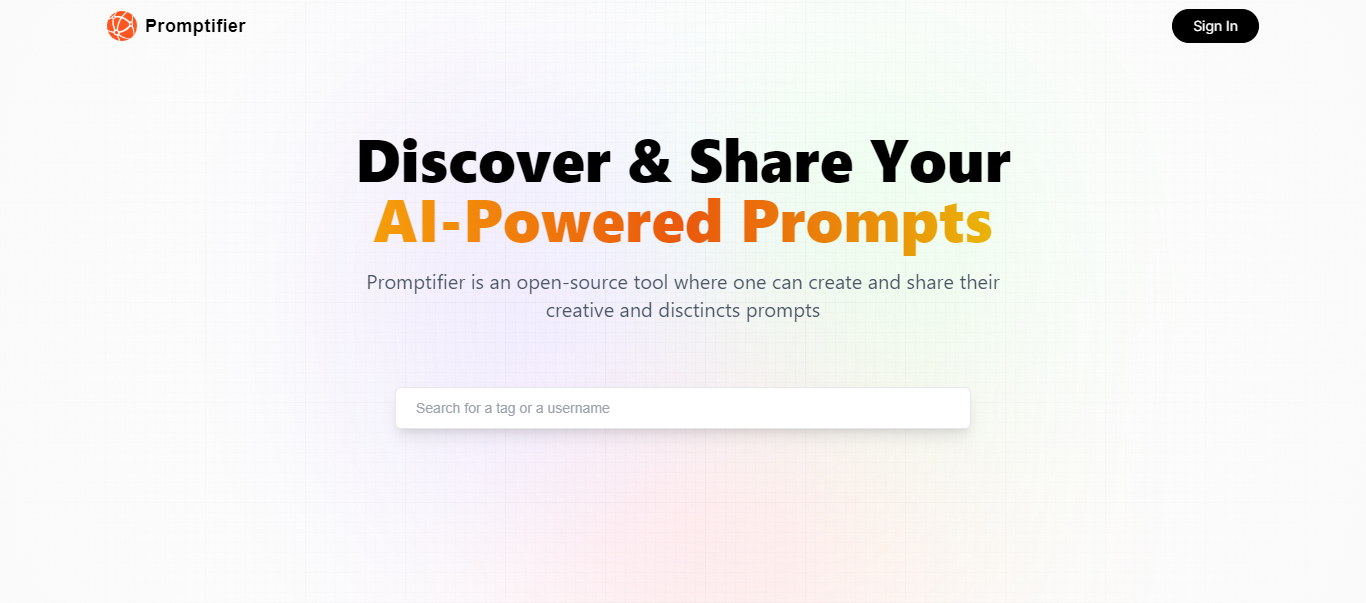 Promptifier
Sign In
Discover & Share Your
AI-Powered Prompts
Promptifier is an open-source tool where one can create and share their
creative and disctincts prompts
Search for a tag or a username